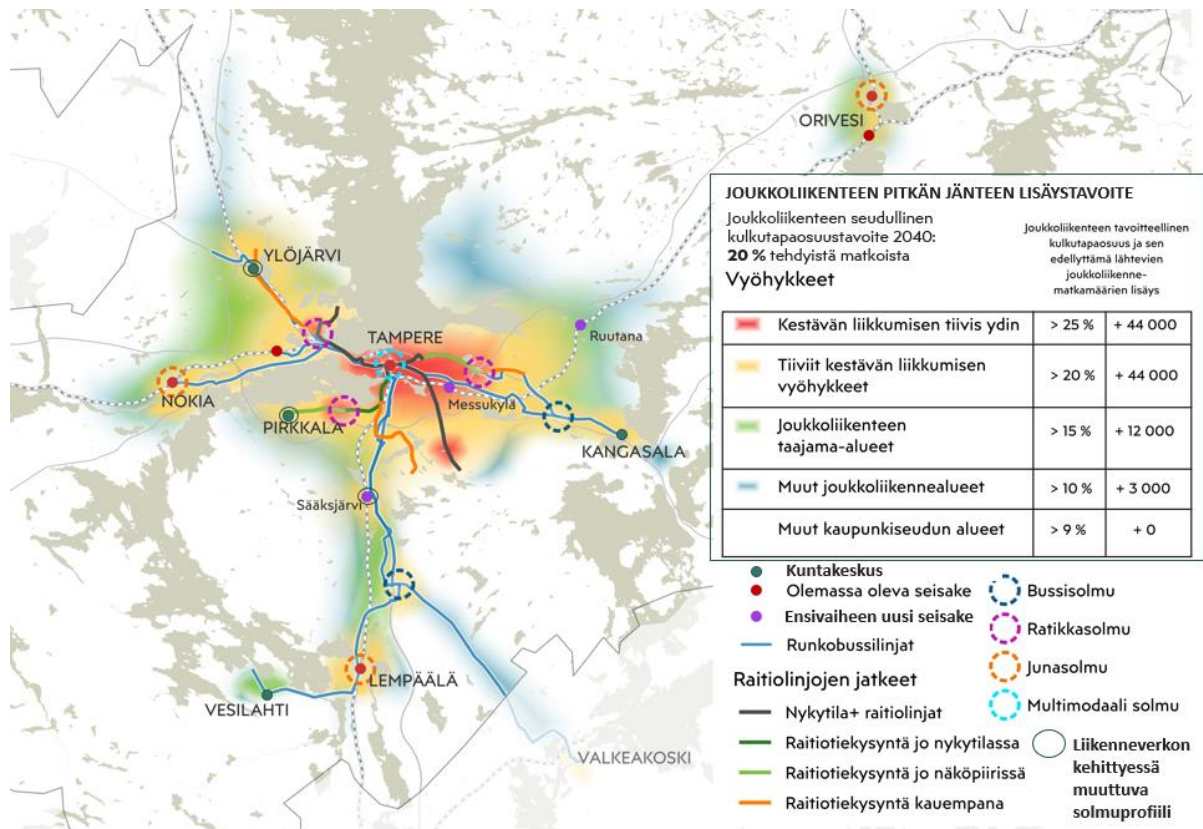 ORIVESI
YLÖJÄRVI
TAMPERE
Ruutana
NOKIA
Messukylä
PIRKKALA
KANGASALA
Sääksjärvi
LEMPÄÄLÄ
VESILAHTI
VALKEAKOSKI
JOUKKOLIIKENTEEN PITKÄN JÄNTEEN LISÄYSTAVOITE
Joukkoliikenteen seudullinen
kulkutapaosuustavoite 2040:
20 % tehdyistä matkoista
Vyöhykkeet
Joukkoliikenteen tavoitteellinen
kulkutapaosuus ja sen
edellyttämä lähtevien
joukkoliikenne-
matkamäärien lisäys
Kestävän liikkumisen tiivis ydin > 25 % + 44 000
Tiiviit kestävän liikkumisen
vyöhykkeet > 20 % + 44 000
Joukkoliikenteen
taajama-alueet > 15 % + 12 000
Muut joukkoliikennealueet > 10 % + 3 000
Muut kaupunkiseudun alueet > 9 % + 0
Kuntakeskus
Olemassa oleva seisake
Ensivaiheen uusi seisake
Runkobussilinjat
Raitiolinjojen jatkeet
Nykytila+ raitiolinjat
Raitiotiekysyntä jo nykytilassa
Raitiotiekysyntä jo näköpiirissä
Raitiotiekysyntä kauempana
Bussisolmu
Ratikkasolmu
Junasolmu
Multimodaali solmu
Liikenneverkon
kehittyessä
muuttuva
solmuprofiili